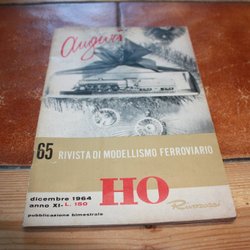 Auguri
65 RIVISTA DI MODELLISMO FERROVIARIO
HO
Rivarossi
dicembre 1964
anno XI - L. 150
pubblicazione bimestrale